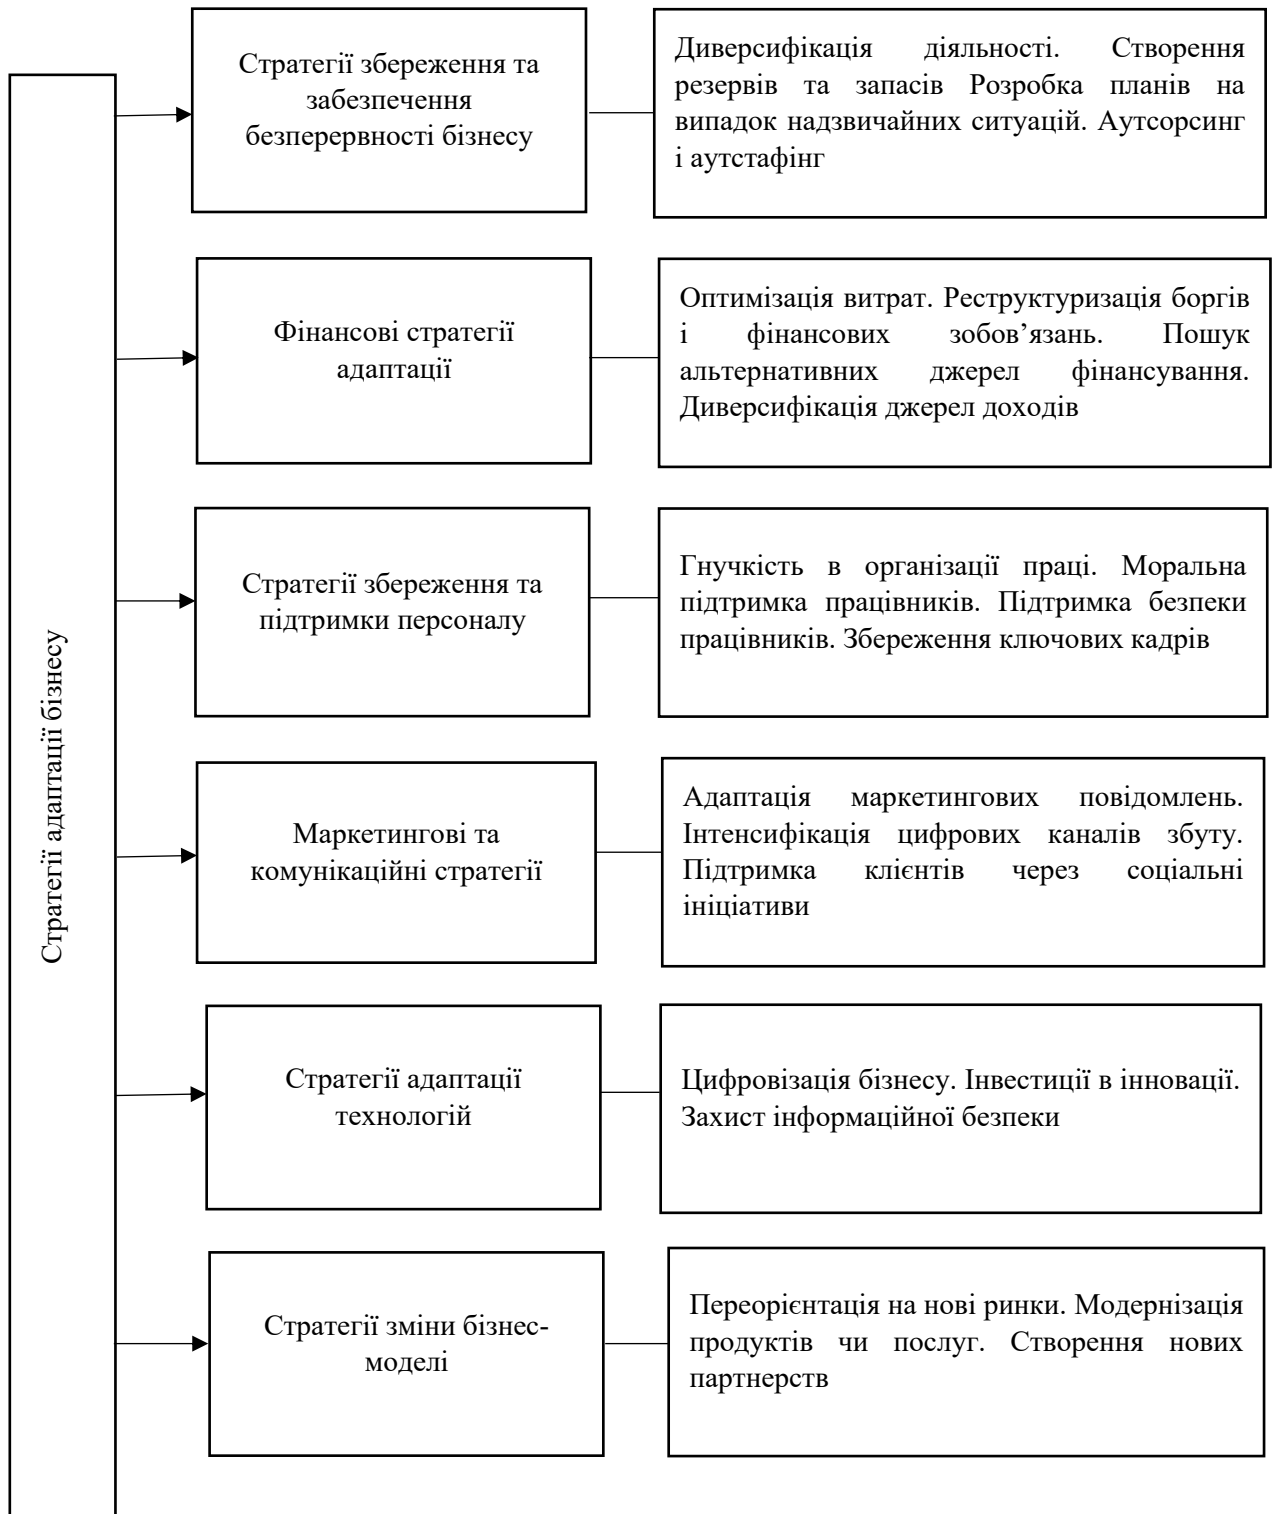 Стратегії адаптації бізнесу
Стратегії збереження та
забезпечення
безперервності бізнесу
Диверсифікація діяльності. Створення
резервів та запасів Розробка планів на
випадок надзвичайних ситуацій. Аутсорсинг
і аутстафінг
Фінансові стратегії
адаптації
Оптимізація витрат. Реструктуризація боргів
і фінансових зобов’язань. Пошук
альтернативних джерел фінансування.
Диверсифікація джерел доходів
Стратегії збереження та
підтримки персоналу
Гнучкість в організації праці. Моральна
підтримка працівників. Підтримка безпеки
працівників. Збереження ключових кадрів
Маркетингові та
комунікаційні стратегії
Адаптація маркетингових повідомлень.
Інтенсифікація цифрових каналів збуту.
Підтримка клієнтів через соціальні
ініціативи
Стратегії адаптації
технологій
Цифровізація бізнесу. Інвестиції в інновації.
Захист інформаційної безпеки
Стратегії зміни бізнес-
моделі
Переорієнтація на нові ринки. Модернізація
продуктів чи послуг. Створення нових
партнерств